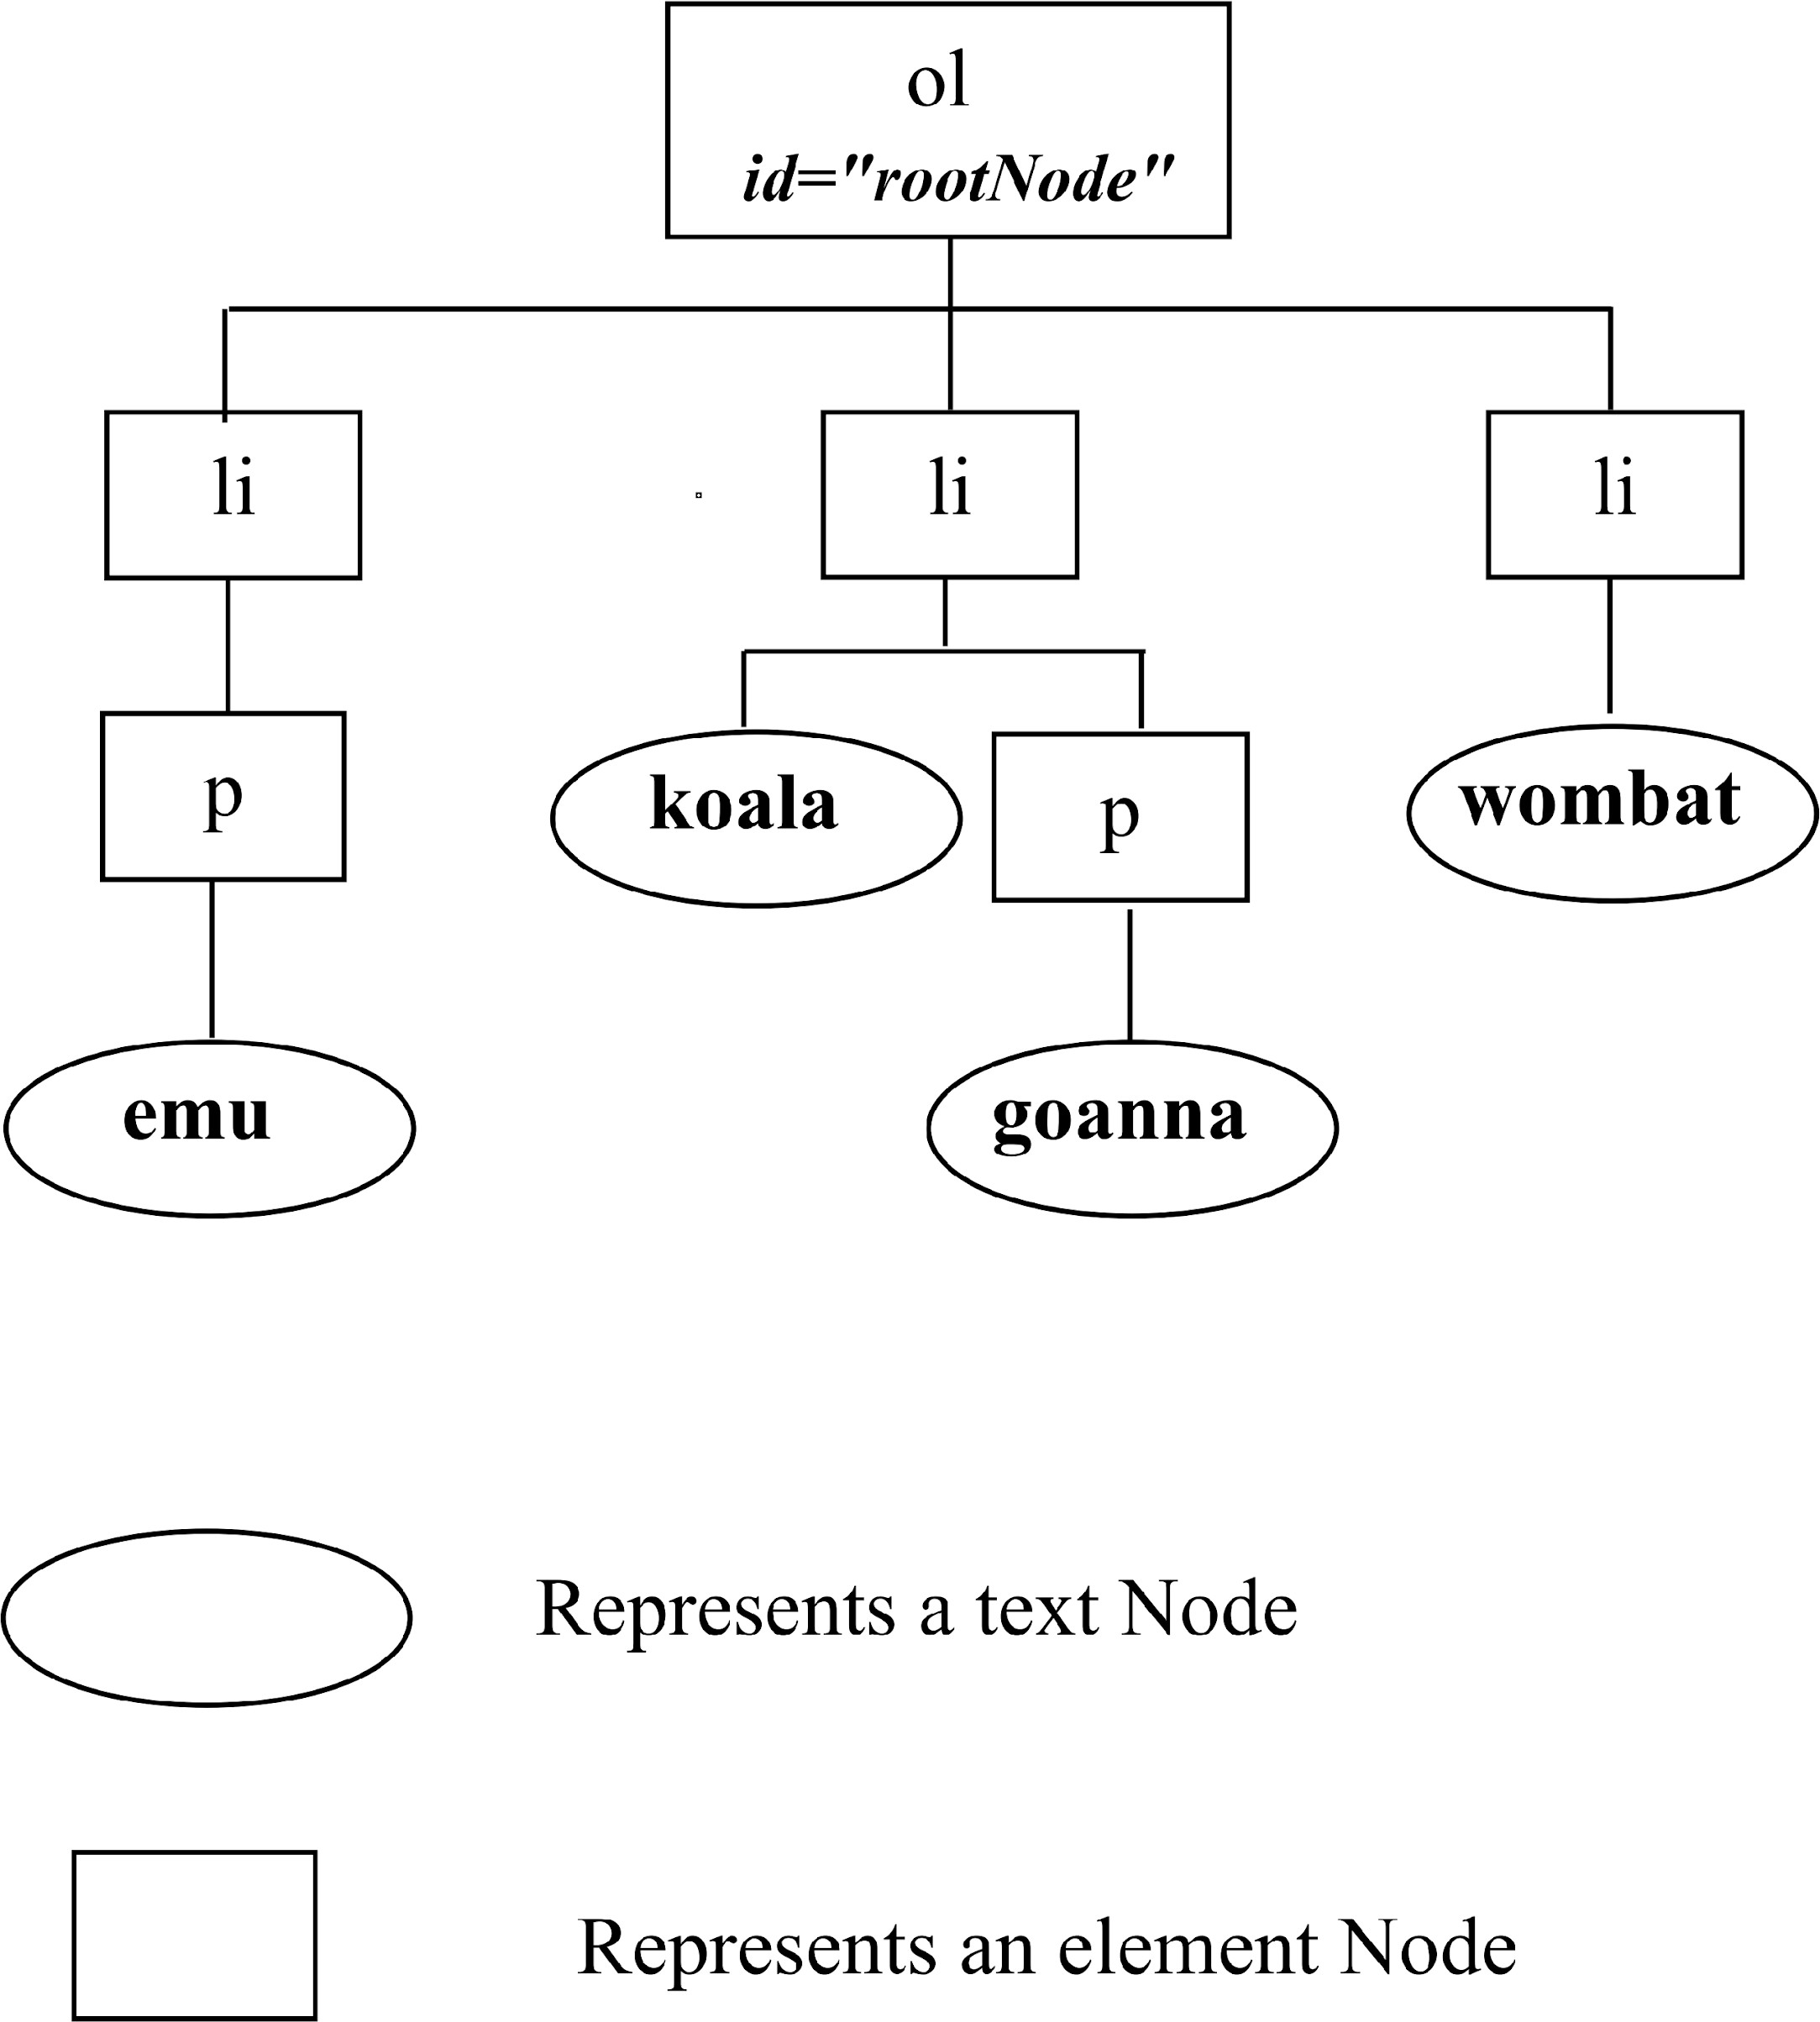 ol
id="rootNode"
li
li
li
p
koala
p
wombat
emu
goanna
Represents a text Node
Represents an element Node